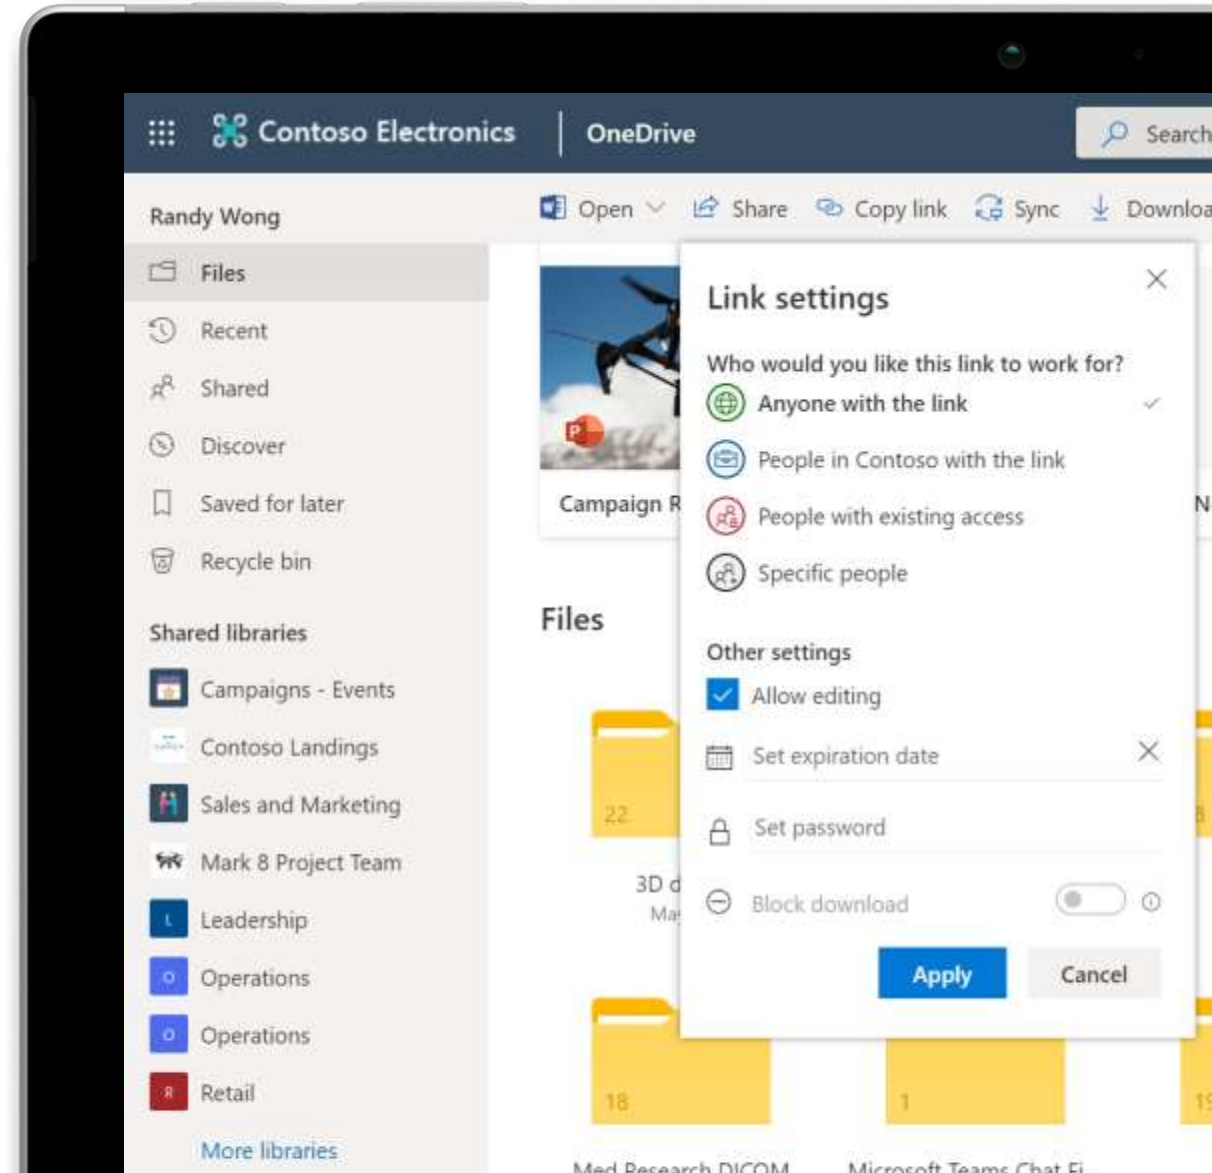 Contoso Electronics
OneDrive
Search
Randy Wong
Open
Share
Copy link
Sync
Files
Recent
Shared
Discover
Saved for later
Recycle bin
Shared libraries
Campaigns - Events
Contoso Landings
Sales and Marketing
Mark 8 Project Team
L
Leadership
O
Operations
O
Operations
R
Retail
More libraries
P
Campaign
Files
22
3D
18
Med Research DICOM
1
Microsoft Teams Chat
Link settings
Who would you like this link to work for?
Anyone with the link
People in Contoso with the link
People with existing access
Specific people
Other settings
Allow editing
Set expiration date
Set password
Block download
Apply
Cancel